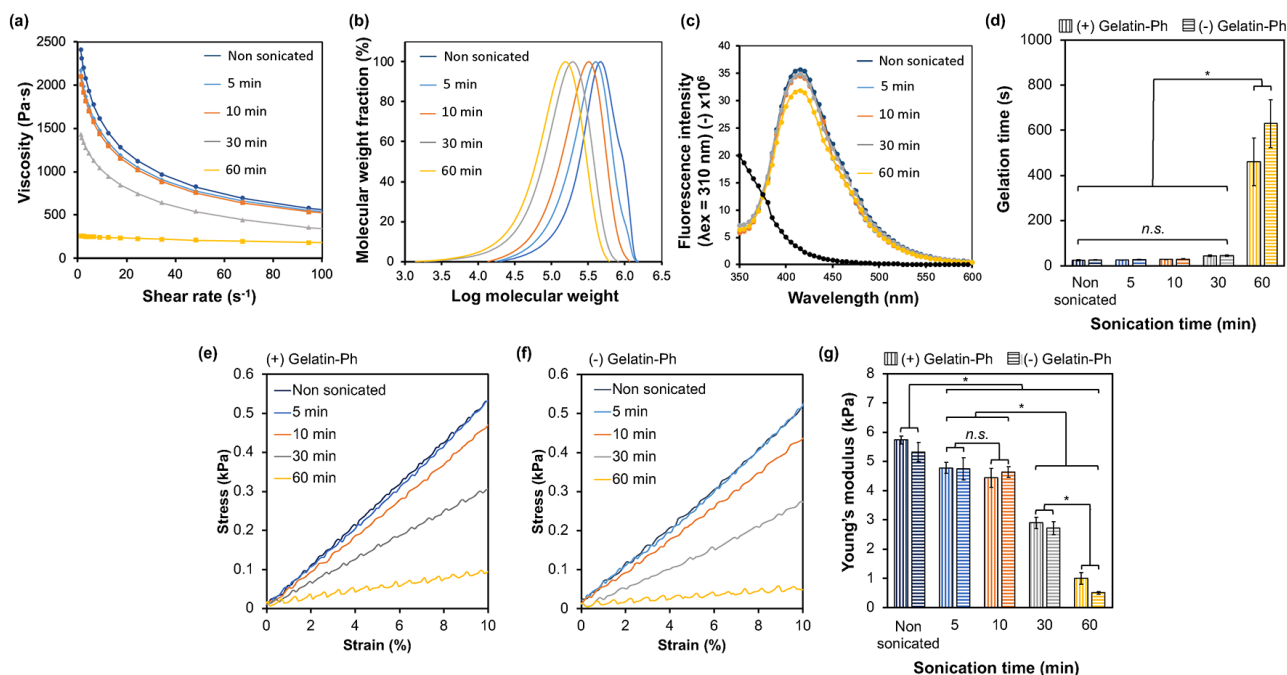 (a)
Viscosity (Pa·s)
2500
2000
1500
1000
500
0
0 20 40 60 80 100
Shear rate (s⁻¹)
Non sonicated
5 min
10 min
30 min
60 min
(b)
Molecular weight fraction (%)
120
100
80
60
40
20
0
3.1 3.5 4.0 4.5 5.0 5.5 6.0 6.5
Log molecular weight
Non sonicated
5 min
10 min
30 min
60 min
(c)
Fluorescence intensity
(λex = 310 nm) (-) x10⁶
40
35
30
25
20
15
10
5
0
350 400 450 500 550 600
Wavelength (nm)
Non sonicated
5 min
10 min
30 min
60 min
(d)
(+) Gelatin-Ph (-) Gelatin-Ph
Gelation time (s)
1000
800
600
400
200
0
*
n.s.
Non
sonicated
5 10 30 60
Sonication time (min)
(e)
(+) Gelatin-Ph
Stress (kPa)
0.6
0.5
0.4
0.3
0.2
0.1
0
0 2 4 6 8 10
Strain (%)
Non sonicated
5 min
10 min
30 min
60 min
(f)
(-) Gelatin-Ph
Stress (kPa)
0.6
0.5
0.4
0.3
0.2
0.1
0
0 2 4 6 8 10
Strain (%)
Non sonicated
5 min
10 min
30 min
60 min
(g)
(+) Gelatin-Ph (-) Gelatin-Ph
Young's modulus (kPa)
8
7
6
5
4
3
2
1
0
*
*
n.s.
*
Non
sonicated
5 10 30 60
Sonication time (min)